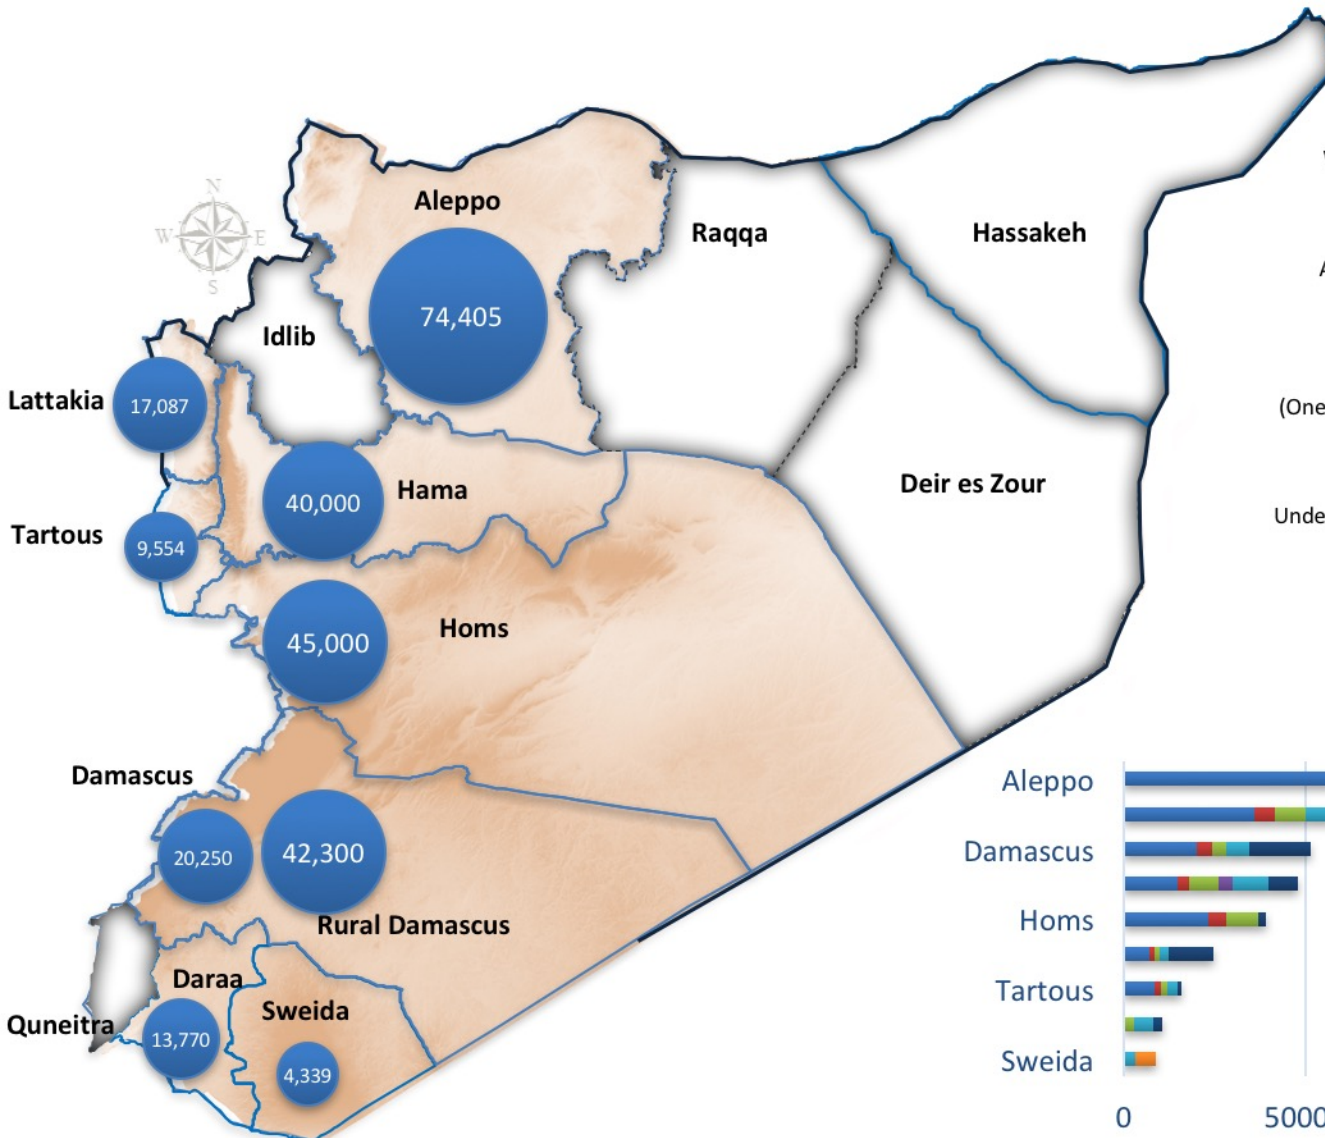 N
W E
S
Aleppo
74,405
Raqqa
Hassakeh
Idlib
Lattakia
17,087
40,000
Hama
Deir es Zour
(One
Unde
Tartous
9,554
45,000
Homs
Damascus
20,250
42,300
Rural Damascus
Daraa
Quneitra
13,770
Sweida
4,339
Aleppo
Damascus
Homs
Tartous
Sweida
0 5000